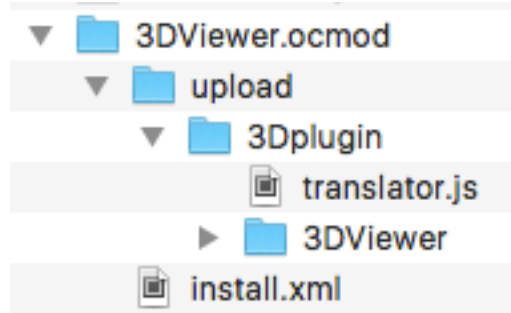 3DViewer.ocmod
upload
3Dplugin
translator.js
3DViewer
install.xml